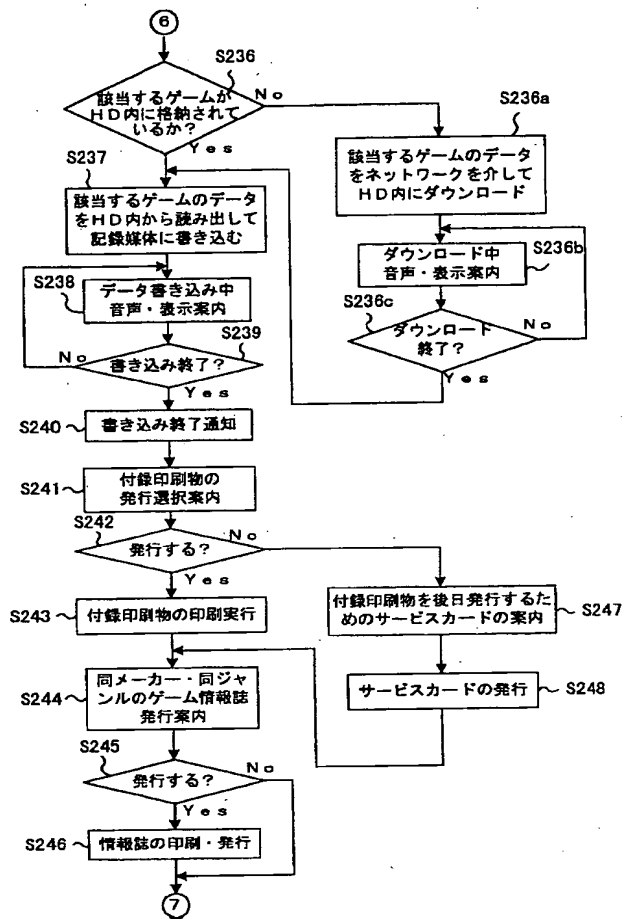 6
S236
該当するゲームが
HD内に格納されて
いるか?
No
Yes
S236a
該当するゲームのデータ
をネットワークを介して
HD内にダウンロード
S237
該当するゲームのデータ
をHD内から読み出して
記録媒体に書き込む
S236b
ダウンロード中
音声・表示案内
S238
データ書き込み中
音声・表示案内
S236c
ダウンロード
終了?
No
Yes
S239
書き込み終了?
No
Yes
S240
書き込み終了通知
S241
付録印刷物の
発行選択案内
S242
発行する?
No
Yes
S243
付録印刷物の印刷実行
付録印刷物を後日発行するた
めのサービスカードの案内
S247
S244
同メーカー・同ジャ
ンルのゲーム情報誌
発行案内
サービスカードの発行
S248
S245
発行する?
No
Yes
S246
情報誌の印刷・発行
7